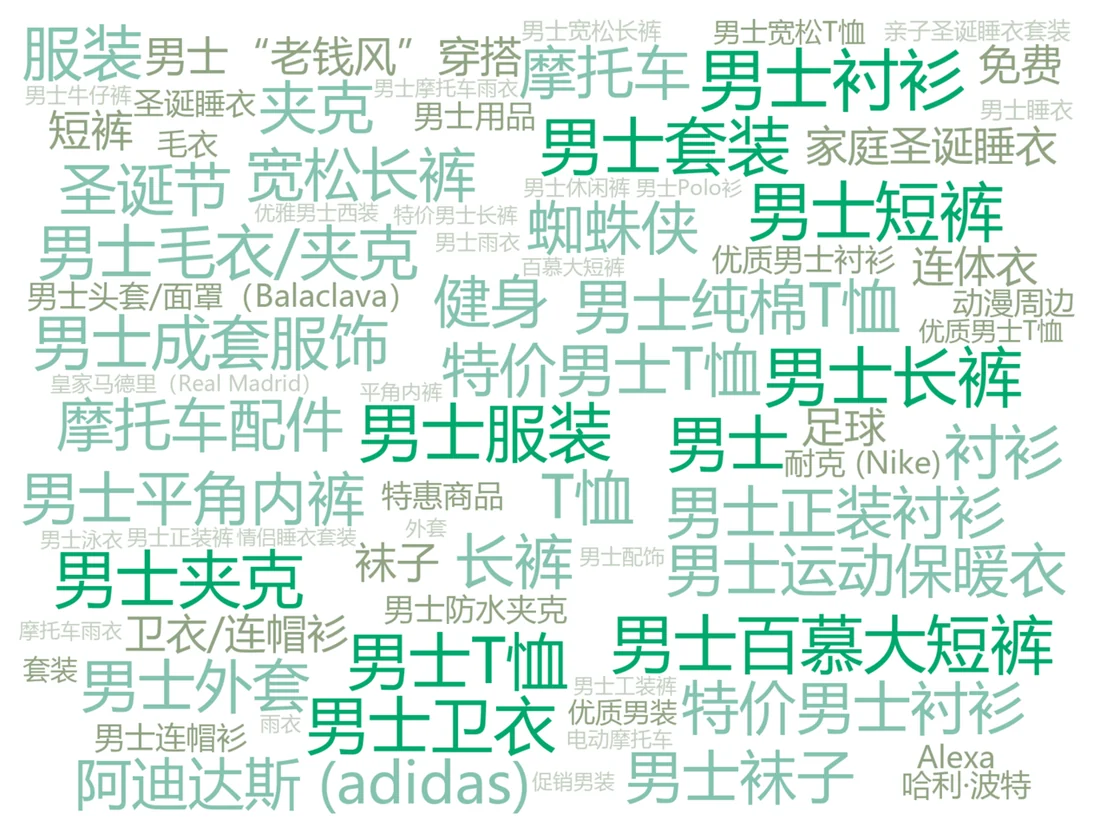 男士宽松长裤 男士宽松T恤 亲子圣诞睡衣套装
服装 男士“老钱风”穿搭 摩托车 男士衬衫 免费
男士牛仔裤 圣诞睡衣 夹克 男士摩托车雨衣 男士用品 男士睡衣
短裤 毛衣 男士套装 家庭圣诞睡衣
圣诞节 宽松长裤 男士休闲裤 男士Polo衫 男士短裤
优雅男士西装 特价男士长裤 蜘蛛侠
男士毛衣/夹克 男士雨衣 百慕大短裤 优质男士衬衫 连体衣
男士头套/面罩（Balaclava） 健身 男士纯棉T恤 动漫周边
男士成套服饰 优质男士T恤
皇家马德里（Real Madrid） 平角内裤 特价男士T恤 男士长裤
摩托车配件 男士服装 男士 足球 衬衫
耐克 (Nike)
男士平角内裤 特惠商品 T恤 男士正装衬衫
男士泳衣 男士正装裤 情侣睡衣套装 外套
男士夹克 袜子 长裤 男士配饰 男士运动保暖衣
男士防水夹克
摩托车雨衣 卫衣/连帽衫 男士T恤 男士百慕大短裤
套装 男士外套 男士工装裤 特价男士衬衫
雨衣 男士卫衣 优质男装
男士连帽衫 电动摩托车
阿迪达斯 (adidas) 促销男装 男士袜子 Alexa
哈利·波特